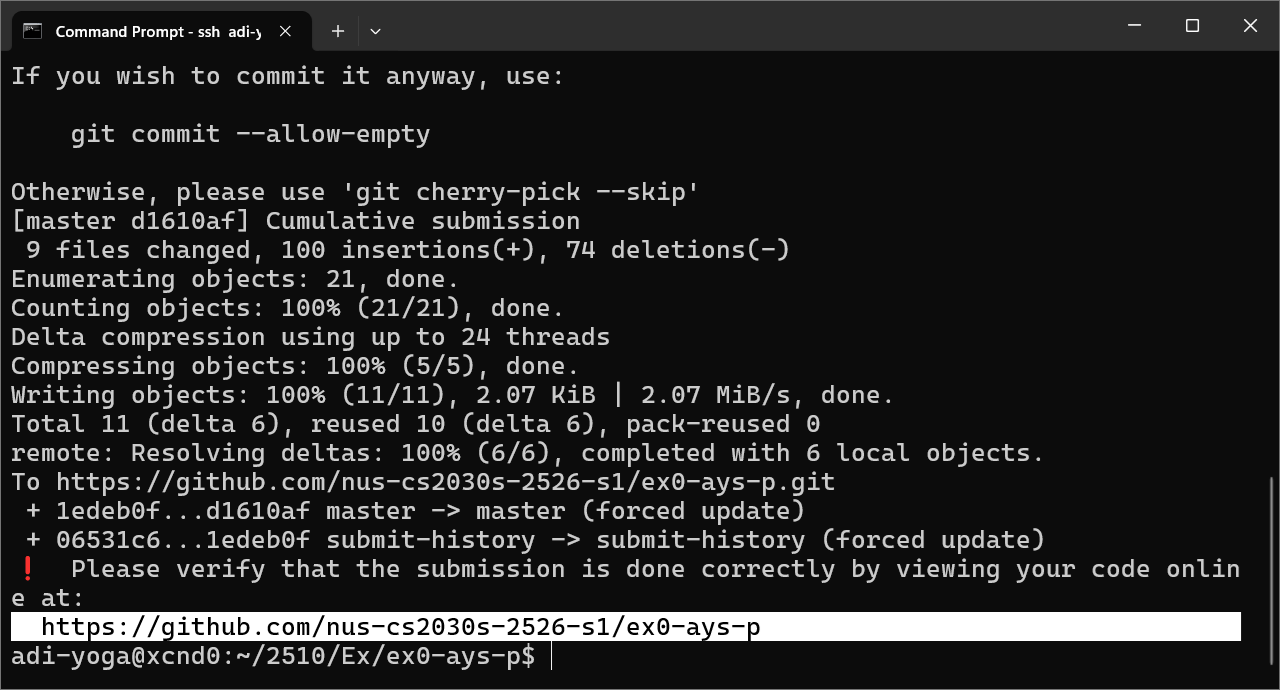 Command Prompt - ssh  adi-y
If you wish to commit it anyway, use:
    git commit --allow-empty
Otherwise, please use 'git cherry-pick --skip'
[master d1610af] Cumulative submission
 9 files changed, 100 insertions(+), 74 deletions(-)
Enumerating objects: 21, done.
Counting objects: 100% (21/21), done.
Delta compression using up to 24 threads
Compressing objects: 100% (5/5), done.
Writing objects: 100% (11/11), 2.07 KiB | 2.07 MiB/s, done.
Total 11 (delta 6), reused 10 (delta 6), pack-reused 0
remote: Resolving deltas: 100% (6/6), completed with 6 local objects.
To https://github.com/nus-cs2030s-2526-s1/ex0-ays-p.git
 + 1edeb0f...d1610af master -> master (forced update)
 + 06531c6...1edeb0f submit-history -> submit-history (forced update)
❗  Please verify that the submission is done correctly by viewing your code onlin
e at:
  https://github.com/nus-cs2030s-2526-s1/ex0-ays-p
adi-yoga@xcnd0:~/2510/Ex/ex0-ays-p$